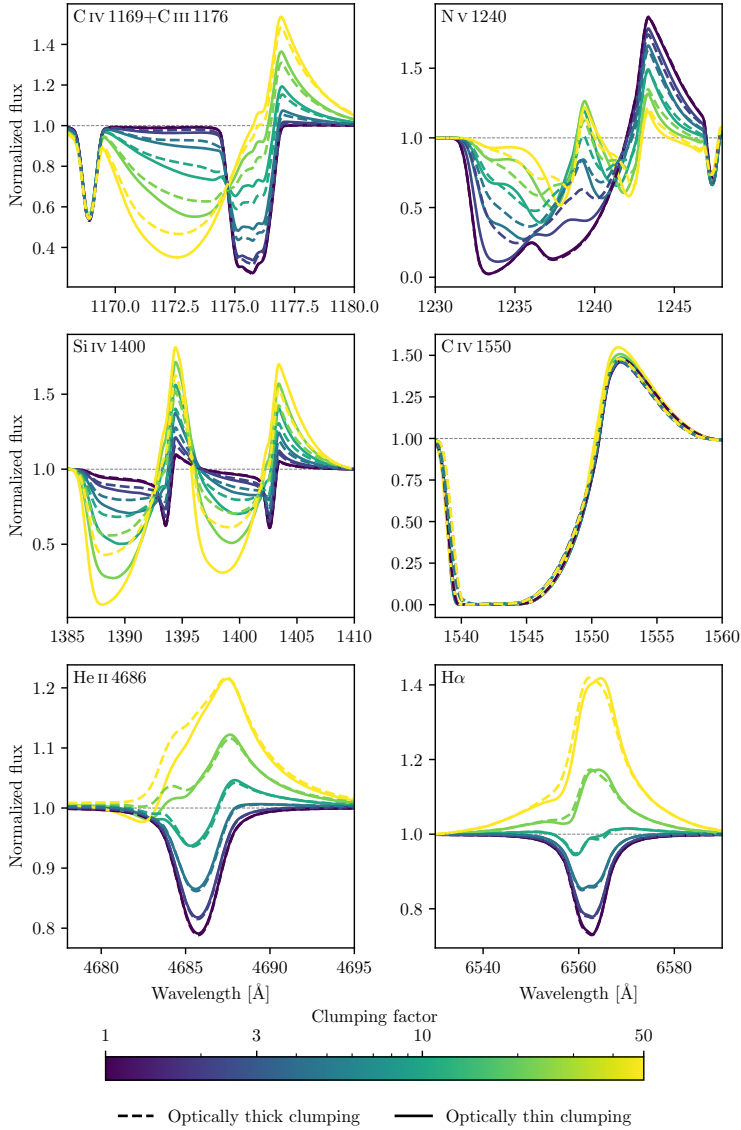 C IV 1169+C III 1176
N V 1240
Normalized flux
1.4
1.2
1.0
0.8
0.6
0.4
1.5
1.0
0.5
0.0
1170.0 1172.5 1175.0 1177.5 1180.0
1230 1235 1240 1245
Si IV 1400
C IV 1550
Normalized flux
1.5
1.0
0.5
1.50
1.25
1.00
0.75
0.50
0.25
0.00
1385 1390 1395 1400 1405 1410
1540 1545 1550 1555 1560
He II 4686
Hα
Normalized flux
1.2
1.1
1.0
0.9
0.8
1.4
1.2
1.0
0.8
4680 4685 4690 4695
6540 6560 6580
Wavelength [Å]
Wavelength [Å]
Clumping factor
1 3 10 50
Optically thick clumping
Optically thin clumping